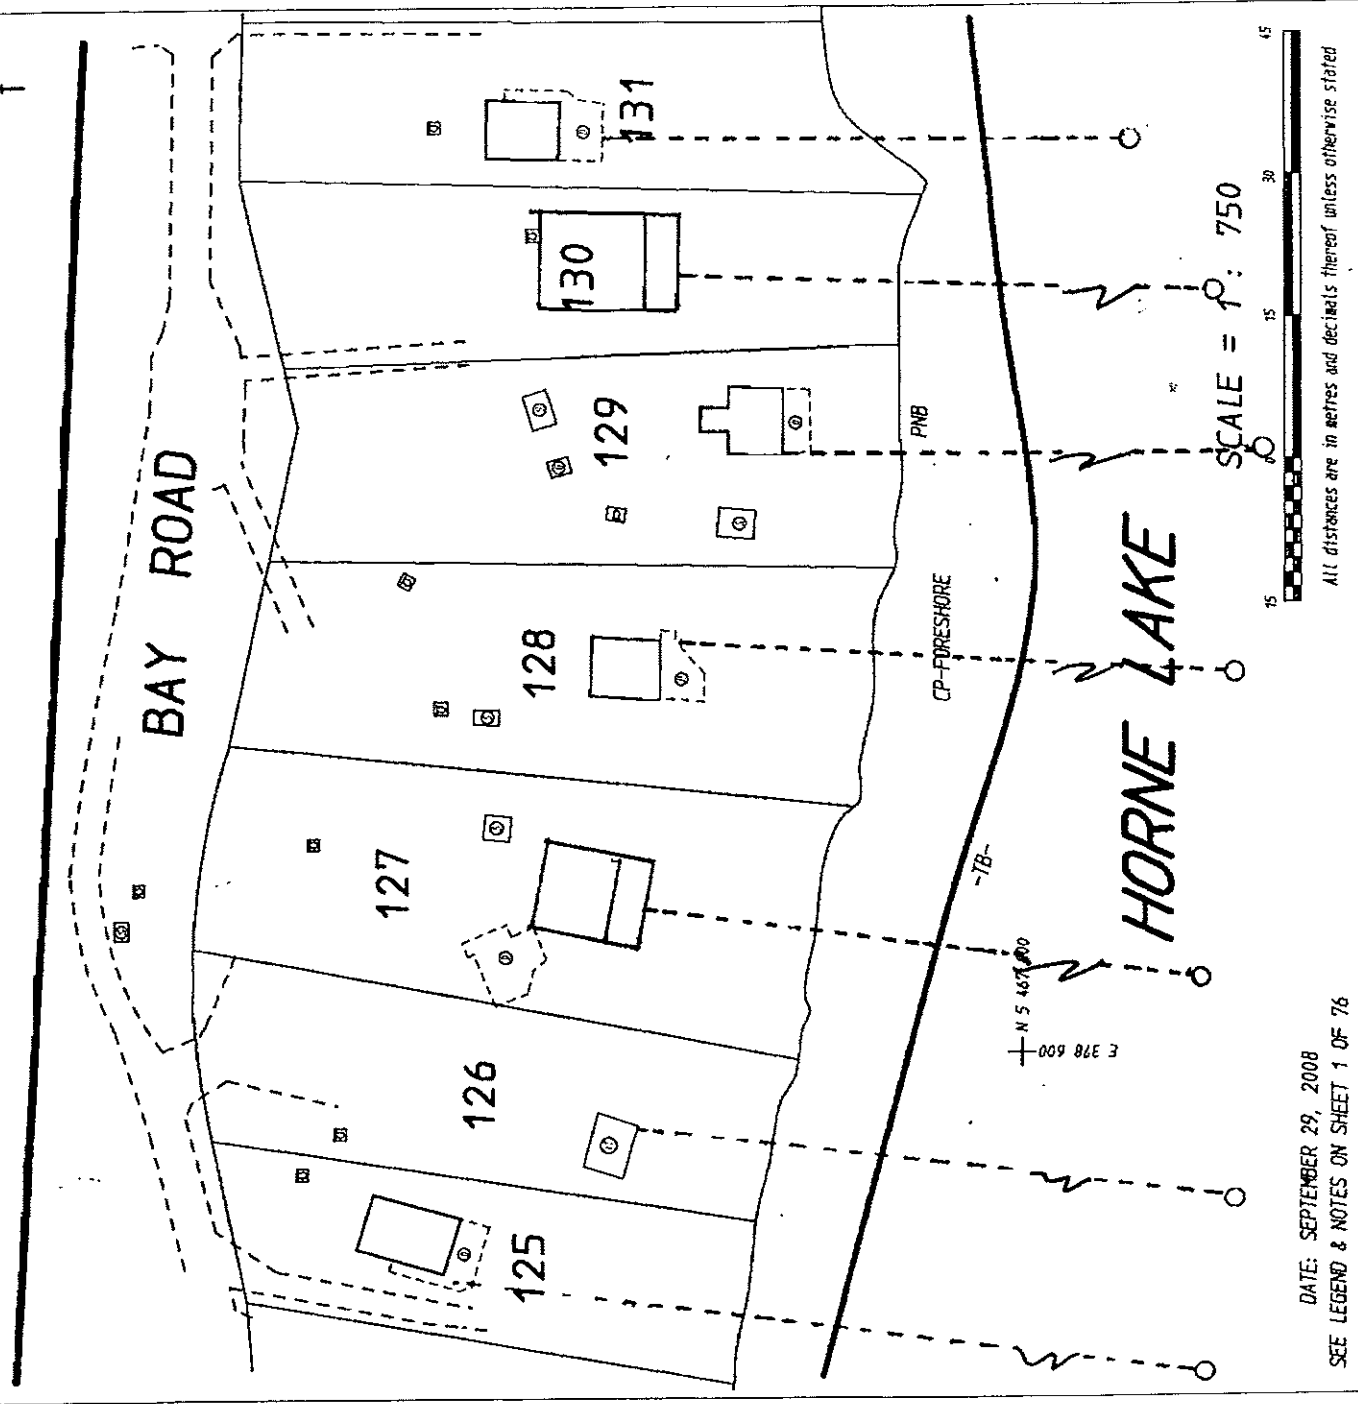 T
BAY ROAD
125
126
127
128
129
130
131
PNB
CP-FORESHORE
-TB-
HORNE LAKE
E 378 600
SCALE = 1 : 750
15
0
15
30
45
All distances are in metres and decimals thereof unless otherwise stated
DATE: SEPTEMBER 29, 2008
SEE LEGEND & NOTES ON SHEET 1 OF 76